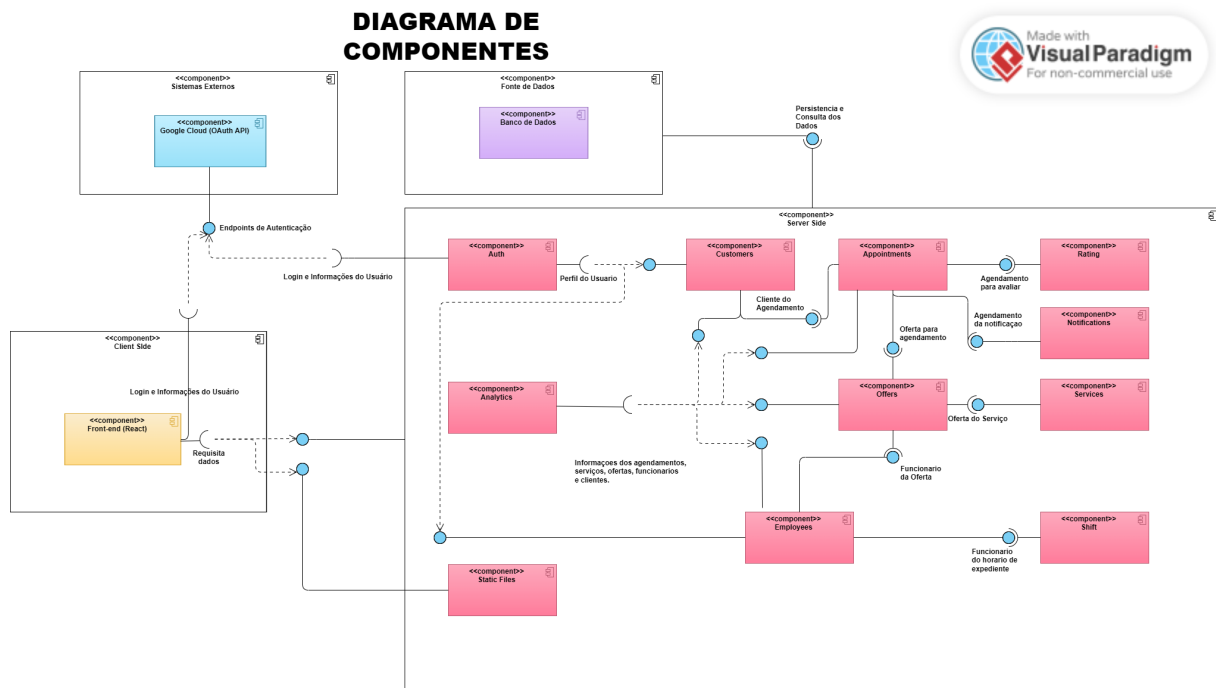 DIAGRAMA DE
COMPONENTES
Made with
Visual Paradigm
For non-commercial use
<<component>>
Sistemas Externos
<<component>>
Google Cloud (OAuth API)
<<component>>
Fonte de Dados
<<component>>
Banco de Dados
Persistencia e
Consulta dos
Dados
Endpoints de Autenticação
Login e Informações do Usuário
<<component>>
Server Side
<<component>>
Auth
Perfil do Usuario
<<component>>
Customers
<<component>>
Appointments
<<component>>
Rating
Agendamento
para avaliar
Cliente do
Agendamento
Agendamento
da notificaçao
<<component>>
Notifications
Oferta para
agendamento
<<component>>
Client SIde
Login e Informações do Usuário
<<component>>
Front-end (React)
Requisita
dados
<<component>>
Analytics
<<component>>
Offers
Oferta do Serviço
<<component>>
Services
Informaçoes dos agendamentos,
serviços, ofertas, funcionarios
e clientes.
Funcionario
da Oferta
<<component>>
Employees
<<component>>
Shift
Funcionario
do horario de
expediente
<<component>>
Static Files